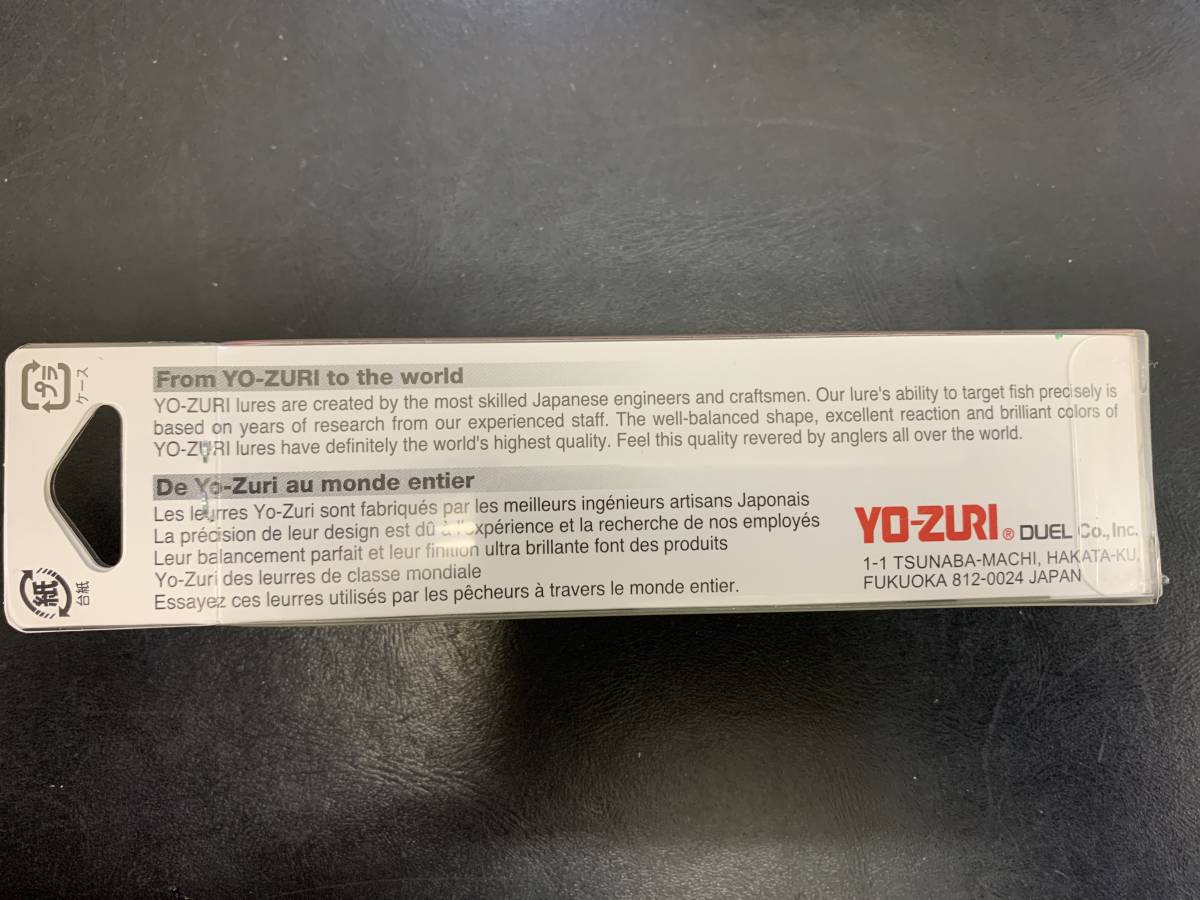 プラ
ケース
From YO-ZURI to the world
YO-ZURI lures are created by the most skilled Japanese engineers and craftsmen. Our lure's ability to target fish precisely is
based on years of research from our experienced staff. The well-balanced shape, excellent reaction and brilliant colors of
YO-ZURI lures have definitely the world's highest quality. Feel this quality revered by anglers all over the world.
De Yo-Zuri au monde entier
Les leurres Yo-Zuri sont fabriqués par les meilleurs ingénieurs artisans Japonais
La précision de leur design est dû à l'expérience et la recherche de nos employés
Leur balancement parfait et leur finition ultra brillante font des produits
Yo-Zuri des leurres de classe mondiale
Essayez ces leurres utilisés par les pêcheurs à travers le monde entier.
紙
台紙
YO-ZURI® DUEL Co., Inc.
1-1 TSUNABA-MACHI, HAKATA-KU,
FUKUOKA 812-0024 JAPAN